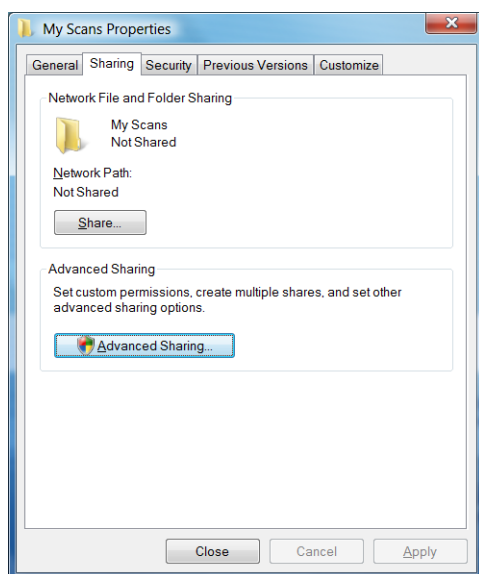 My Scans Properties
General Sharing Security Previous Versions Customize
Network File and Folder Sharing
My Scans
Not Shared
Network Path:
Not Shared
Share...
Advanced Sharing
Set custom permissions, create multiple shares, and set other
advanced sharing options.
Advanced Sharing...
Close Cancel Apply